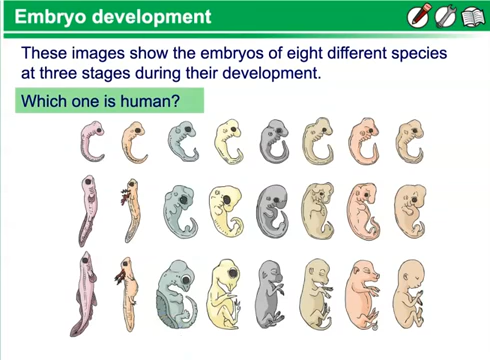 Embryo development
These images show the embryos of eight different species
at three stages during their development.
Which one is human?